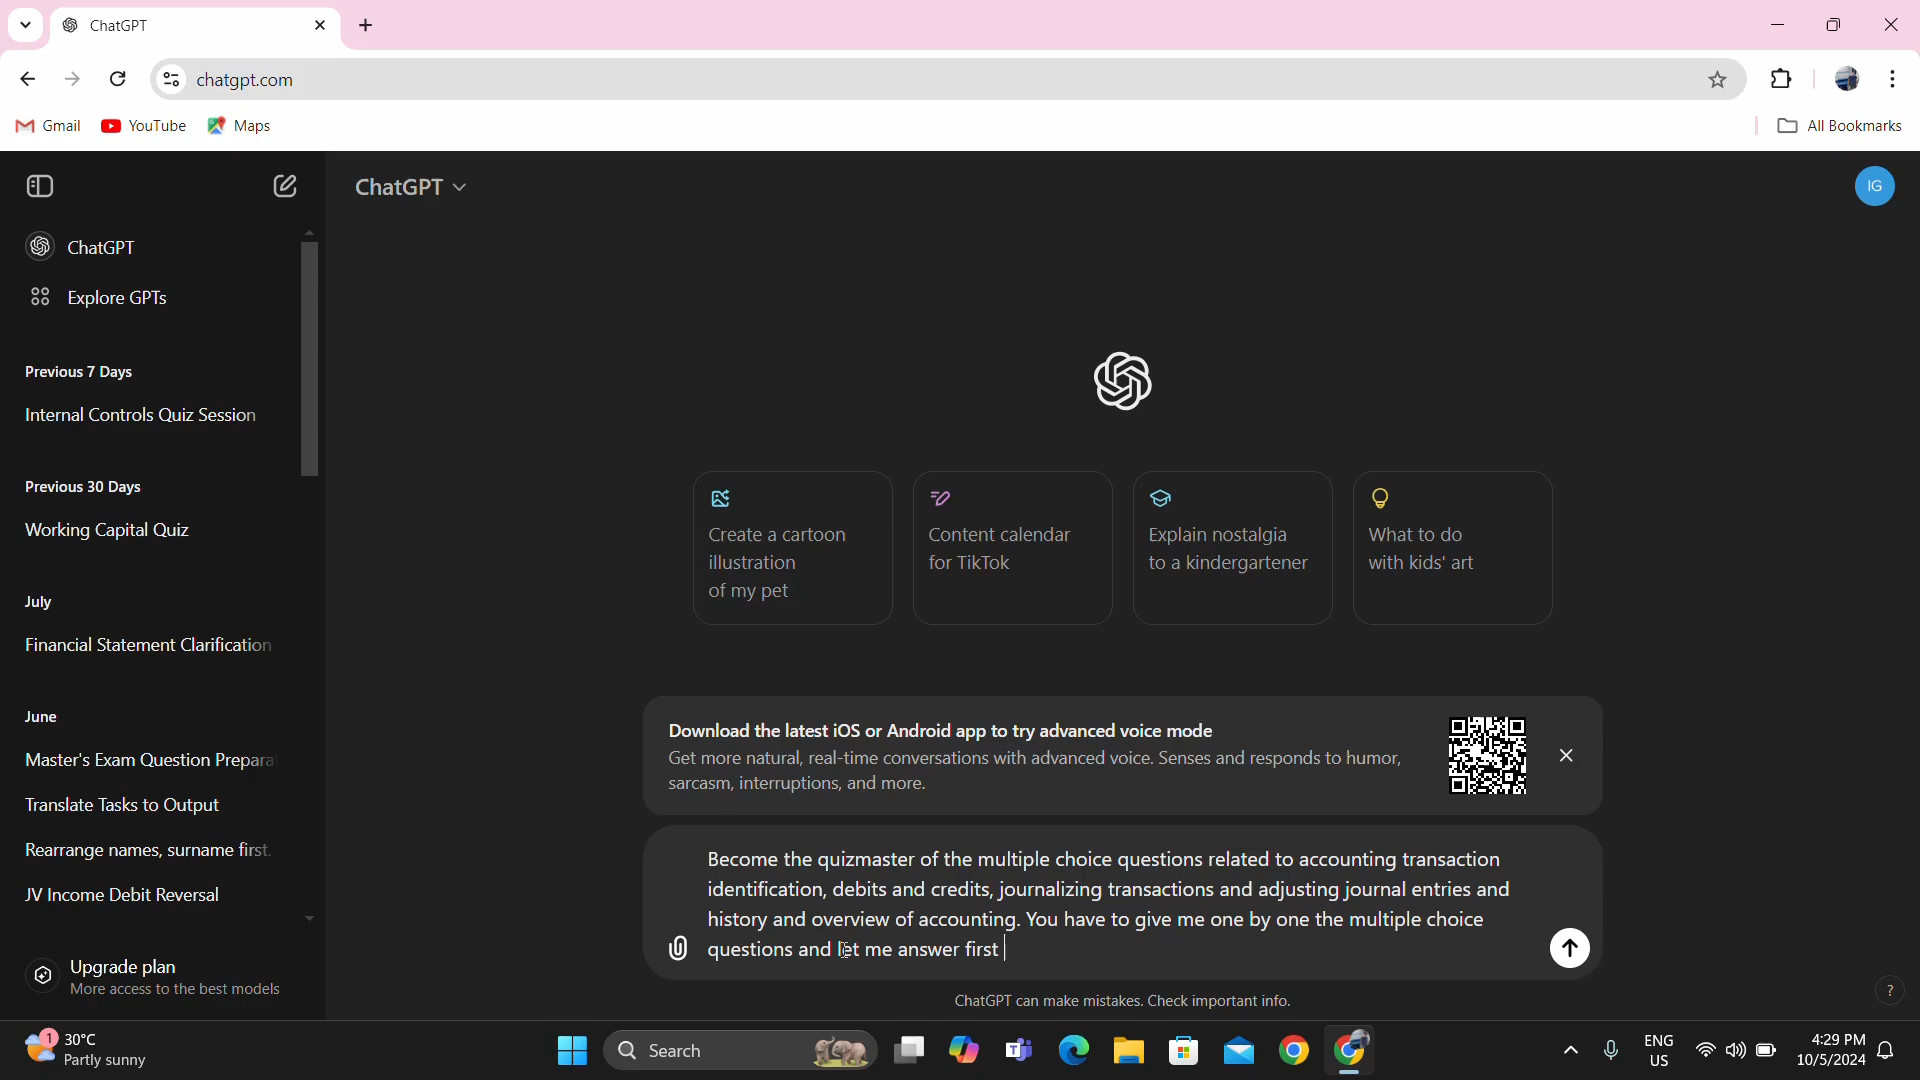 ChatGPT
chatgpt.com
Gmail
YouTube
Maps
All Bookmarks
ChatGPT
IG
ChatGPT
Explore GPTs
Previous 7 Days
Internal Controls Quiz Session
Previous 30 Days
Working Capital Quiz
July
Financial Statement Clarification
June
Master's Exam Question Prepara
Translate Tasks to Output
Rearrange names, surname first.
JV Income Debit Reversal
Upgrade plan
More access to the best models
Create a cartoon
illustration
of my pet
Content calendar
for TikTok
Explain nostalgia
to a kindergartener
What to do
with kids' art
Download the latest iOS or Android app to try advanced voice mode
Get more natural, real-time conversations with advanced voice. Senses and responds to humor,
sarcasm, interruptions, and more.
Become the quizmaster of the multiple choice questions related to accounting transaction
identification, debits and credits, journalizing transactions and adjusting journal entries and
history and overview of accounting. You have to give me one by one the multiple choice
questions and let me answer first
ChatGPT can make mistakes. Check important info.
?
1
30°C
Partly sunny
Search
ENG
US
4:29 PM
10/5/2024